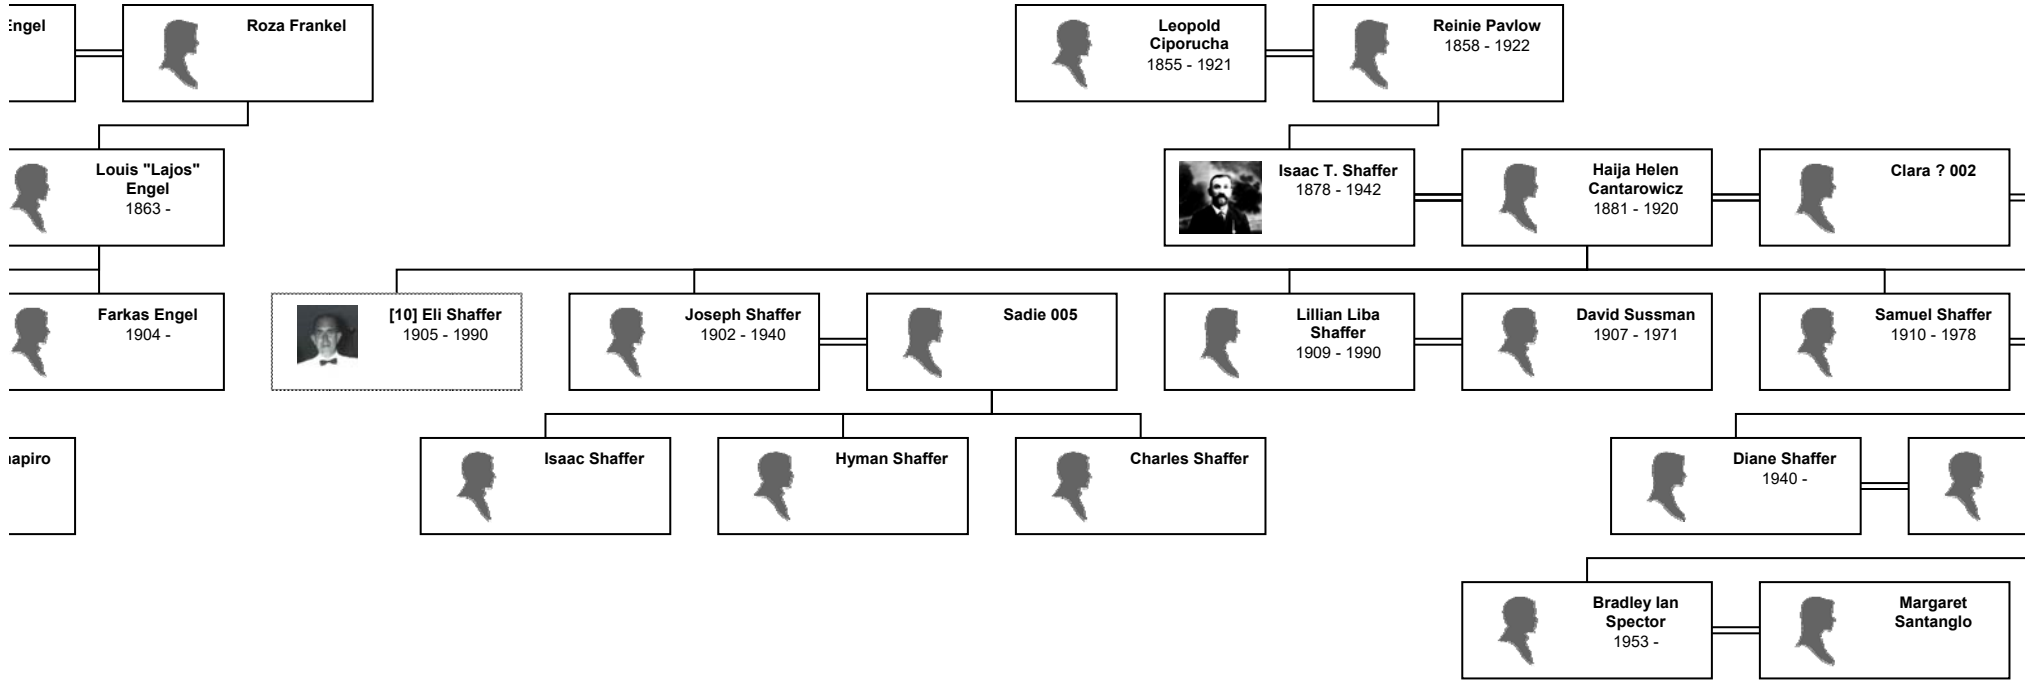 Engel
Roza Frankel
Leopold
Ciporucha
1855 - 1921
Reinie Pavlow
1858 - 1922
Louis "Lajos"
Engel
1863 -
Isaac T. Shaffer
1878 - 1942
Haija Helen
Cantarowicz
1881 - 1920
Clara ? 002
Farkas Engel
1904 -
[10] Eli Shaffer
1905 - 1990
Joseph Shaffer
1902 - 1940
Sadie 005
Lillian Liba
Shaffer
1909 - 1990
David Sussman
1907 - 1971
Samuel Shaffer
1910 - 1978
apiro
Isaac Shaffer
Hyman Shaffer
Charles Shaffer
Diane Shaffer
1940 -
Bradley Ian
Spector
1953 -
Margaret
Santanglo